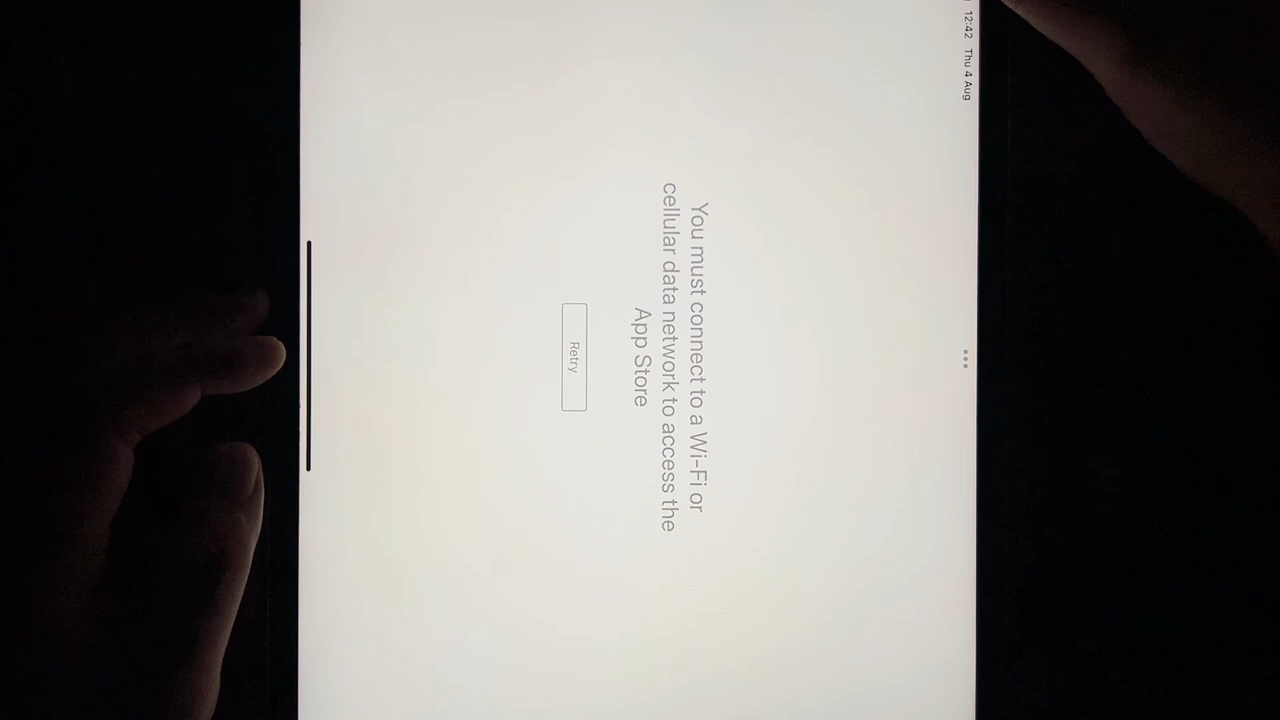 12:42 Thu 4 Aug
You must connect to a Wi-Fi or
cellular data network to access the
App Store
Retry